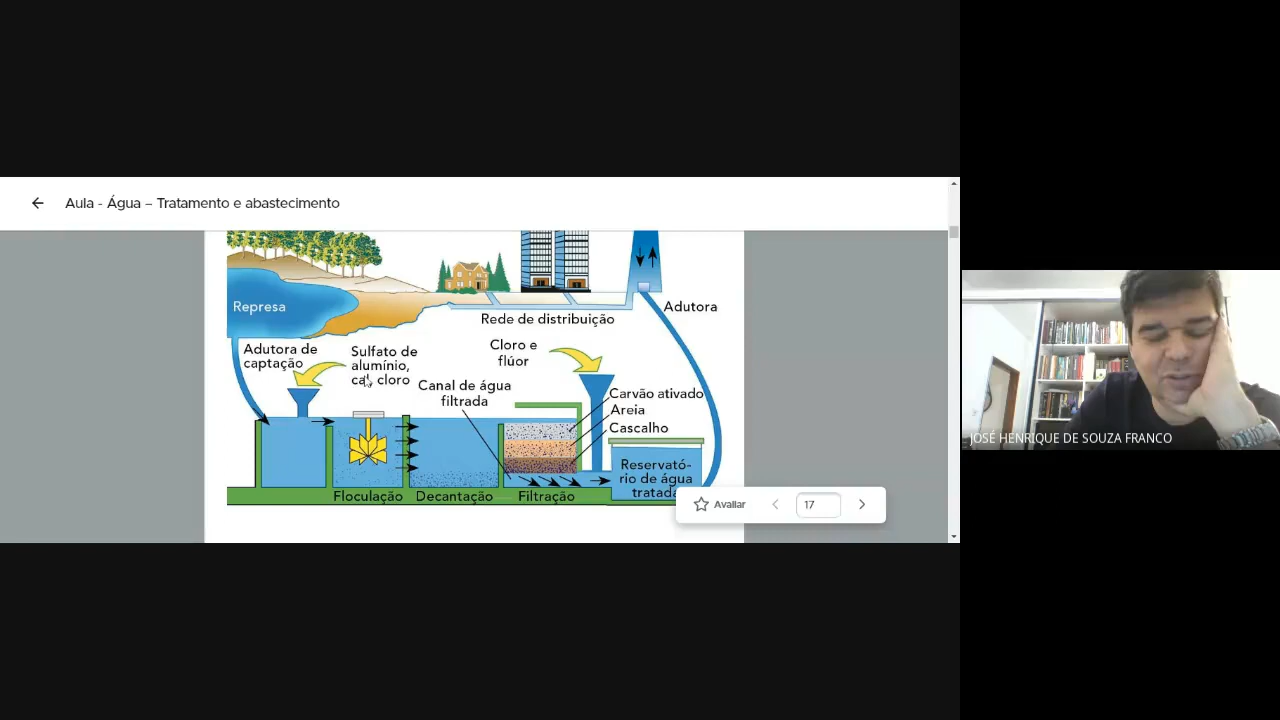 Aula - Água – Tratamento e abastecimento
Represa
Adutora
Rede de distribuição
Adutora de
captação
Sulfato de
alumínio,
cal, cloro
Cloro e
flúor
Canal de água
filtrada
Carvão ativado
Areia
Cascalho
Reservató-
rio de água
tratada
Floculação
Decantação
Filtração
Avaliar
17
JOSÉ HENRIQUE DE SOUZA FRANCO